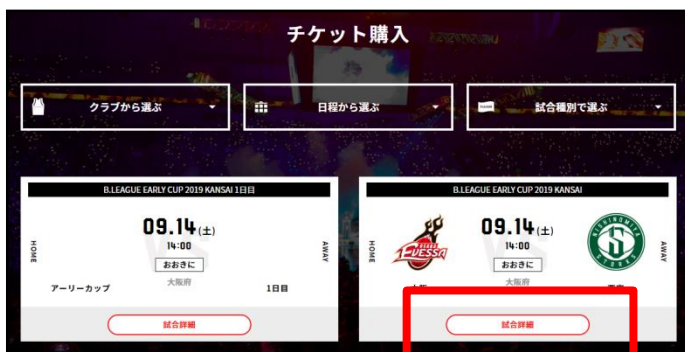 チケット購入
クラブから選ぶ
日程から選ぶ
試合種別で選ぶ
B.LEAGUE EARLY CUP 2019 KANSAI 1日目
HOME
09.14(土)
14:00
おおきに
大阪府
AWAY
アーリーカップ
1日目
試合詳細
B.LEAGUE EARLY CUP 2019 KANSAI
HOME
EVESSA
09.14(土)
14:00
おおきに
大阪府
NISHINOMIYA
STORKS
AWAY
試合詳細